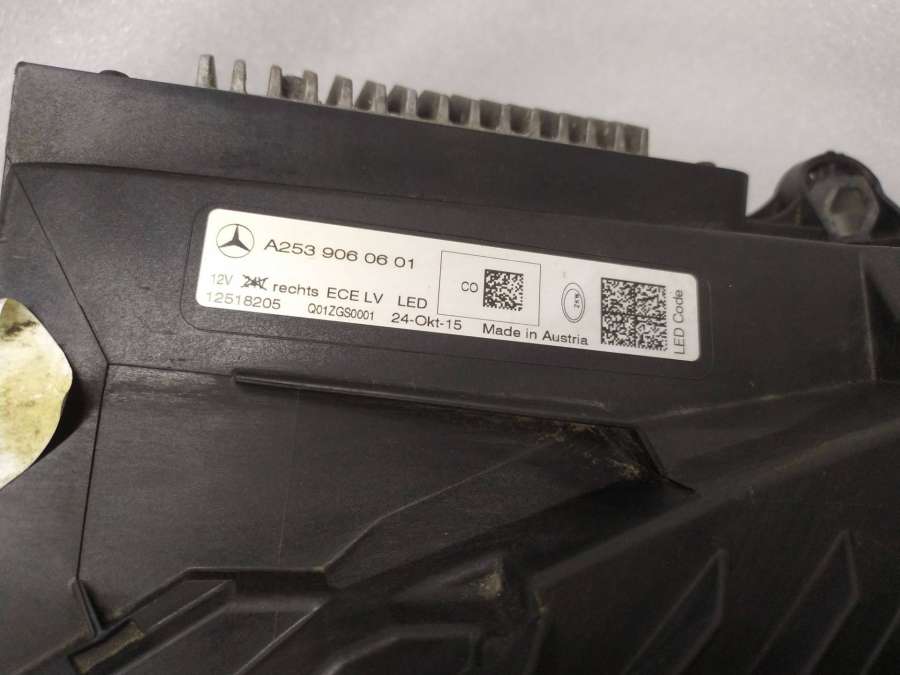 A253 906 06 01
12V 24V rechts ECE LV LED
12518205 Q01ZGS0001 24-Okt-15 Made in Austria
CO
ZKW
LED Code